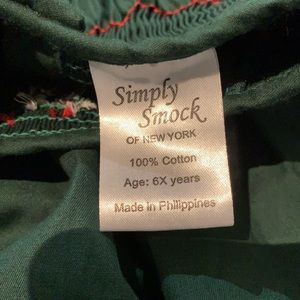 Simply
Smock
OF NEW YORK
100% Cotton
Age: 6X years
Made in Philippines